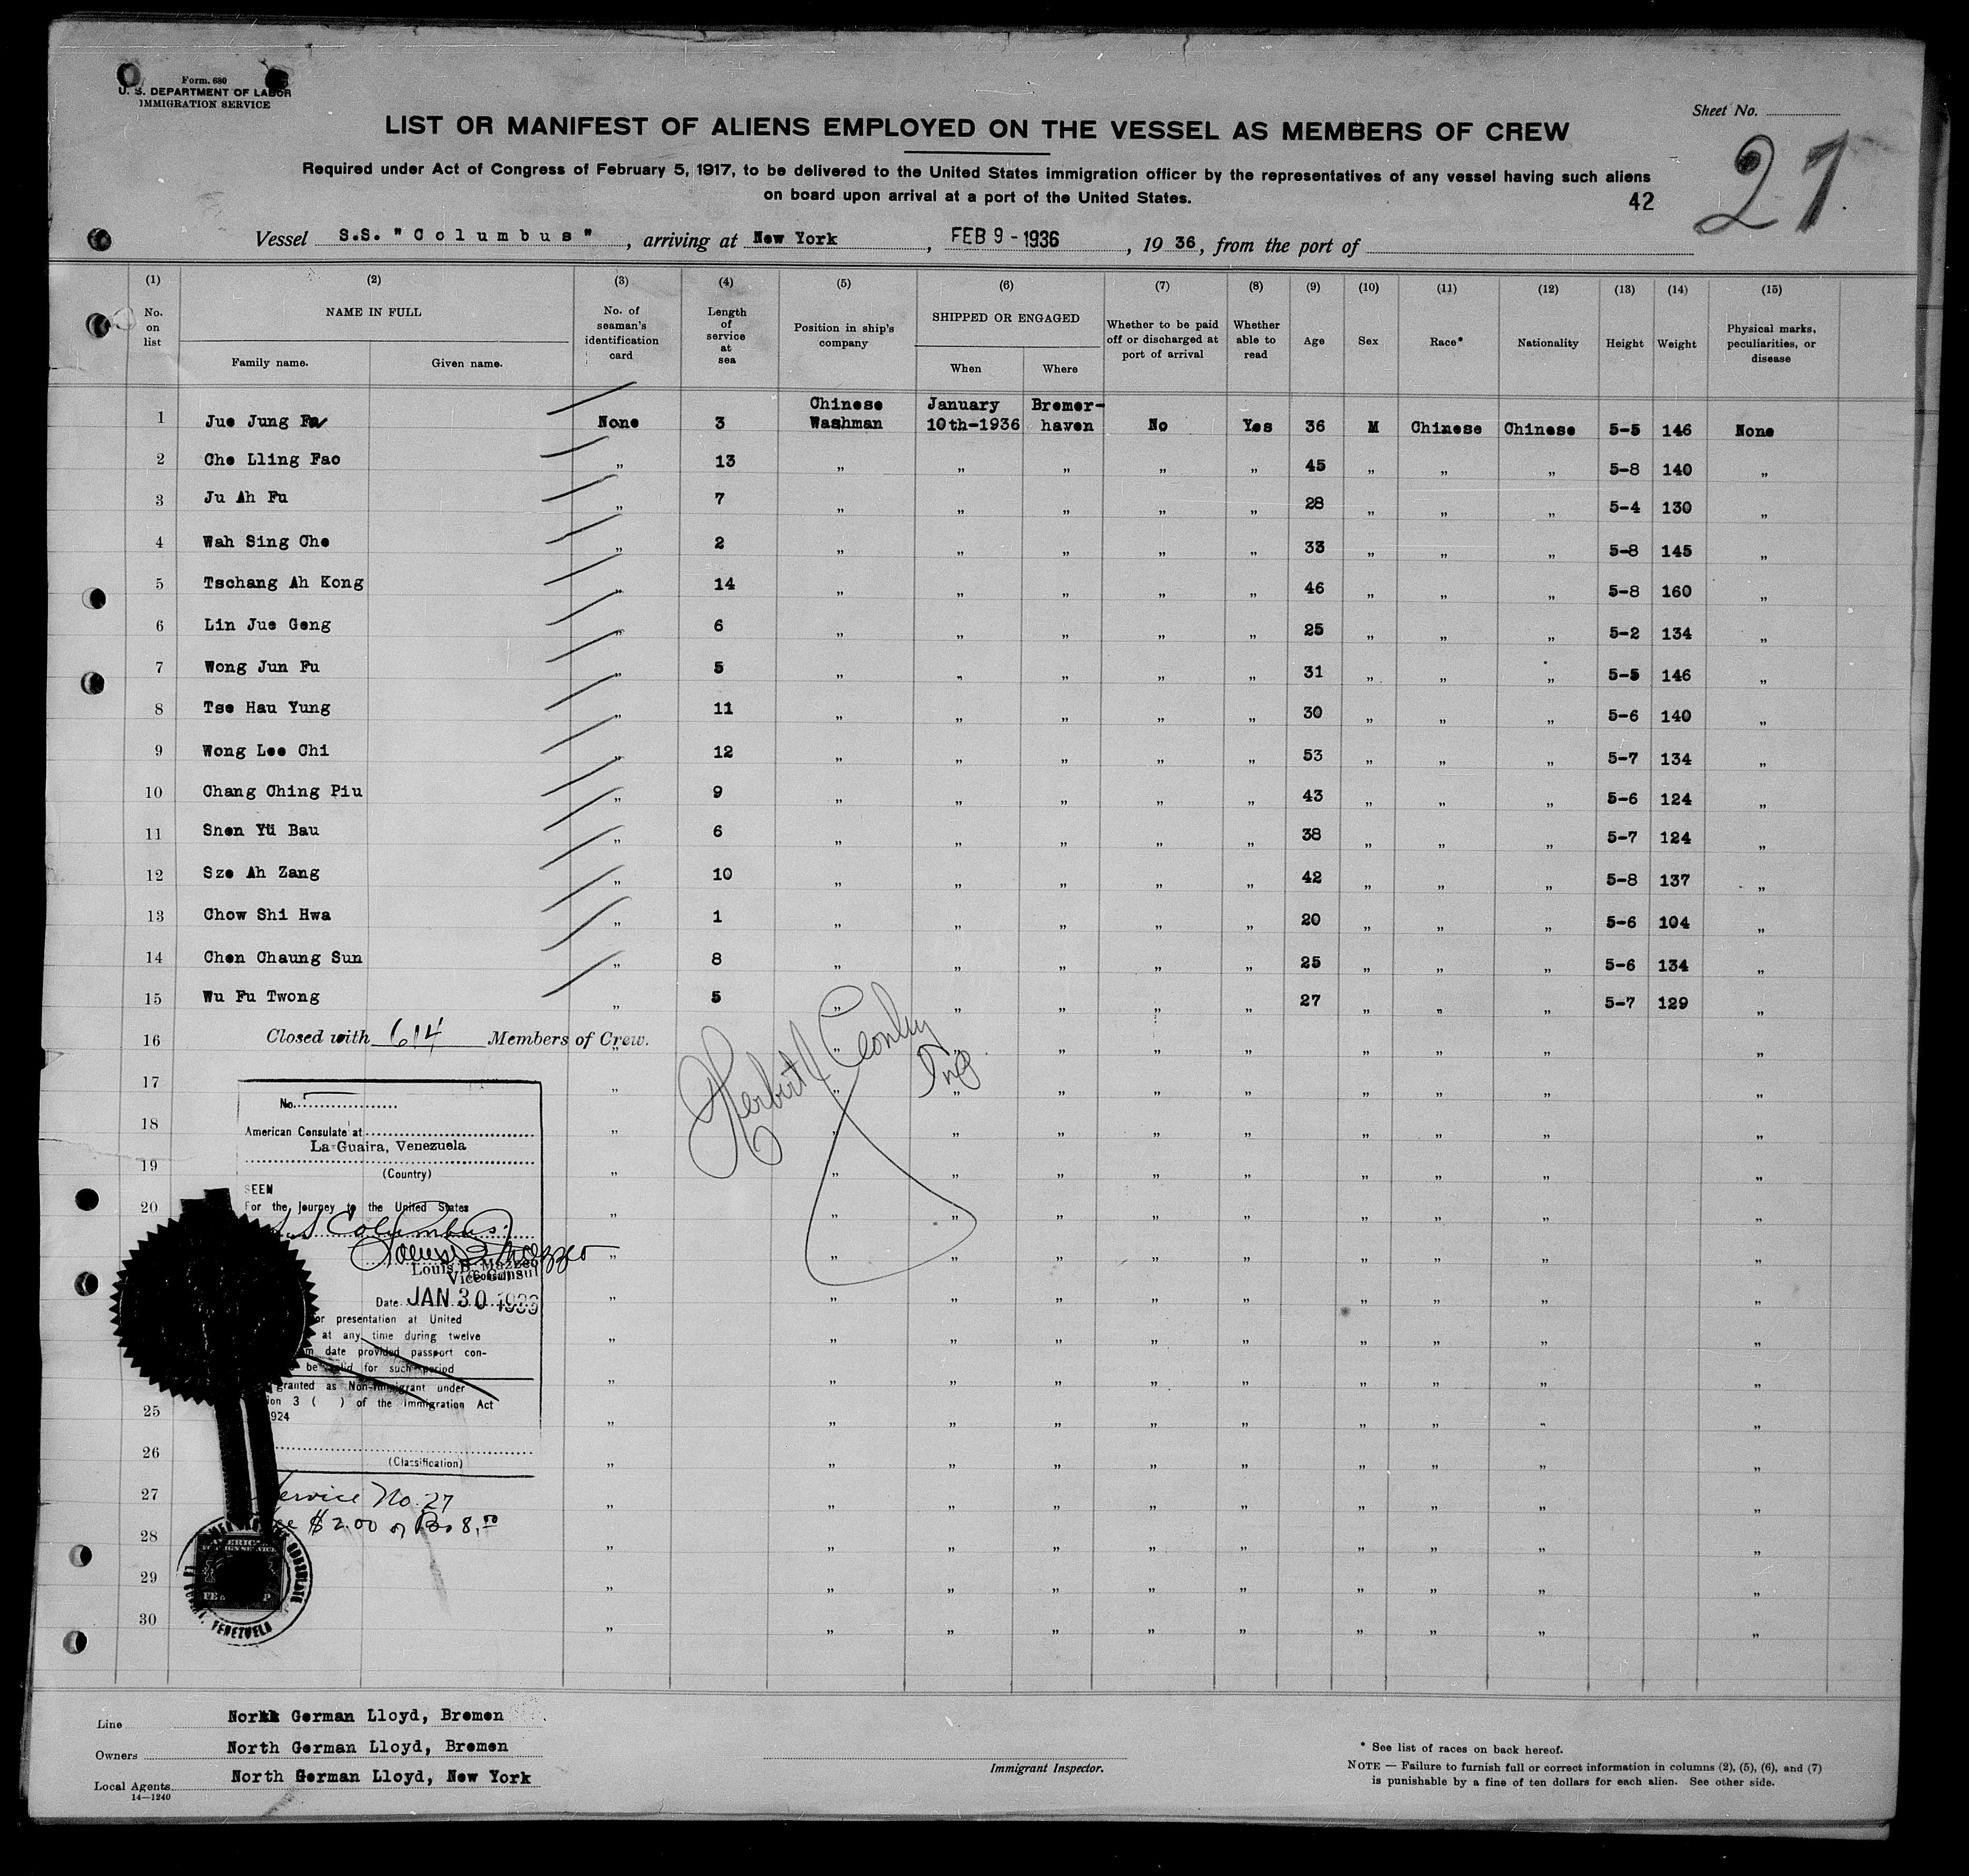 Form. 680
U. S. DEPARTMENT OF LABOR
IMMIGRATION SERVICE
Sheet No.
LIST OR MANIFEST OF ALIENS EMPLOYED ON THE VESSEL AS MEMBERS OF CREW
Required under Act of Congress of February 5, 1917, to be delivered to the United States immigration officer by the representatives of any vessel having such aliens
on board upon arrival at a port of the United States.
42
27
Vessel S.S. "Columbus", arriving at New York, FEB 9 - 1936, 19 36, from the port of
(1) (2) (3) (4) (5) (6) (7) (8) (9) (10) (11) (12) (13) (14) (15)
No. on list
NAME IN FULL
Family name. Given name.
No. of seaman's identification card
Length of service at sea
Position in ship's company
SHIPPED OR ENGAGED
When Where
Whether to be paid off or discharged at port of arrival
Whether able to read
Age
Sex
Race*
Nationality
Height
Weight
Physical marks, peculiarities, or disease
1 Jue Jung None 3 Chinese Washman January 10th-1936 Bremer-haven No Yes 36 M Chinese Chinese 5-5 146 None
2 Che Lling Fao „ 13 „ „ „ „ „ 45 „ „ „ 5-8 140 „
3 Ju Ah Fu „ 7 „ „ „ „ „ 28 „ „ „ 5-4 130 „
4 Wah Sing Che „ 2 „ „ „ „ „ 33 „ „ „ 5-8 145 „
5 Tschang Ah Kong „ 14 „ „ „ „ „ 46 „ „ „ 5-8 160 „
6 Lin Jue Geng „ 6 „ „ „ „ „ 25 „ „ „ 5-2 134 „
7 Wong Jun Fu „ 5 „ „ „ „ „ 31 „ „ „ 5-5 146 „
8 Tse Hau Yung „ 11 „ „ „ „ „ 30 „ „ „ 5-6 140 „
9 Wong Lee Chi „ 12 „ „ „ „ „ 53 „ „ „ 5-7 134 „
10 Chang Ching Piu „ 9 „ „ „ „ „ 43 „ „ „ 5-6 124 „
11 Shen Yü Bau „ 6 „ „ „ „ „ 38 „ „ „ 5-7 124 „
12 Sze Ah Zang „ 10 „ „ „ „ „ 42 „ „ „ 5-8 137 „
13 Chow Shi Hwa „ 1 „ „ „ „ „ 20 „ „ „ 5-6 104 „
14 Chen Chaung Sun „ 8 „ „ „ „ „ 25 „ „ „ 5-6 134 „
15 Wu Fu Twong „ 5 „ „ „ „ „ 27 „ „ „ 5-7 129 „
16 „ „ „ „ „ „ „ „ „ „
Closed with 614 Members of Crew.
Herbert J Conley
Ing
17 „ „ „ „ „ „ „ „ „ „
No.
18 „ „ „ „ „ „ „ „ „ „
American Consulate at
La Guaira, Venezuela
19 „ „ „ „ „ „ „ „ „ „
(Country)
SEEN
20 „ „ „ „ „ „ „ „ „ „
For the Journey to the United States
S.S. Columbus
Louis B. Mazzeo
Vice Consul
Date JAN 30 1936
or presentation at United
at any time during twelve
date provided passport con-
be valid for such period
granted as Non-Immigrant under
3 ( ) of the Immigration Act
924
25 „ „ „ „ „ „ „ „ „ „
26 „ „ „ „ „ „ „ „ „ „
(Classification)
27 „ „ „ „ „ „ „ „ „ „
Service No. 27
$2.00 or Bs 8.
28 „ „ „ „ „ „ „ „ „ „
29 „ „ „ „ „ „ „ „ „ „
30 „ „ „ „ „ „ „ „ „ „
VENEZUELA
Line North German Lloyd, Bremen
Owners North German Lloyd, Bremen
Local Agents North German Lloyd, New York
14—1240
Immigrant Inspector.
* See list of races on back hereof.
NOTE — Failure to furnish full or correct information in columns (2), (5), (6), and (7)
is punishable by a fine of ten dollars for each alien. See other side.